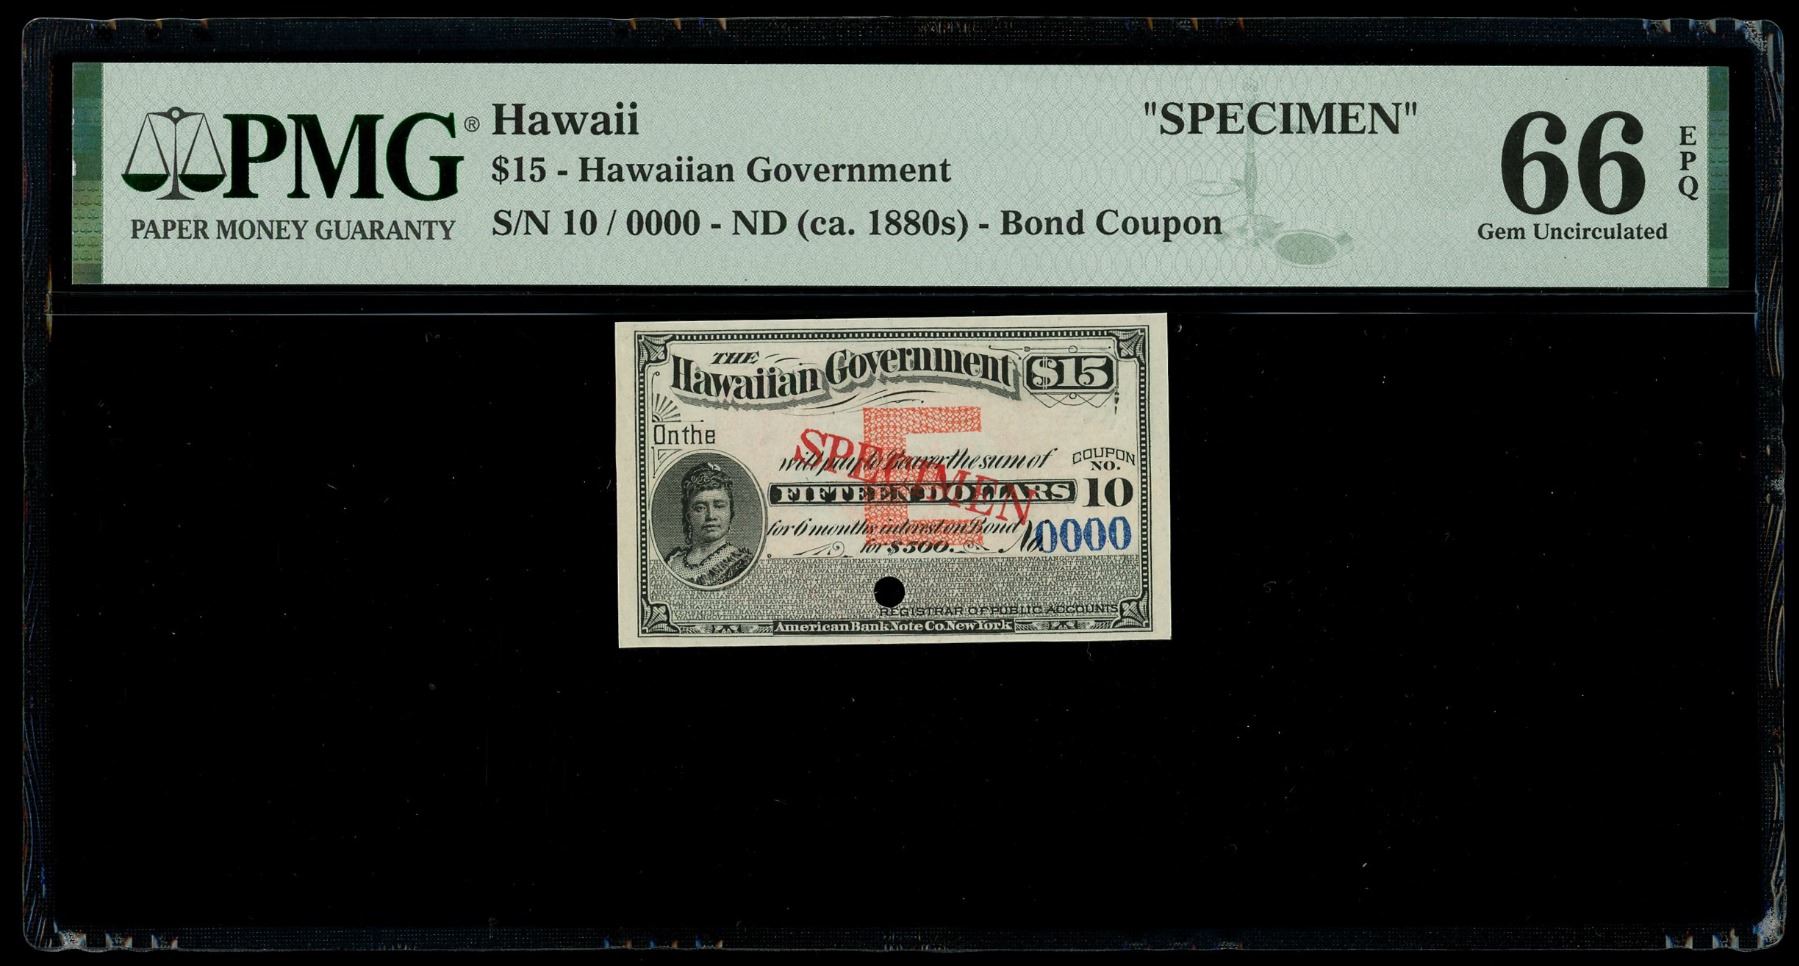 PMG®
PAPER MONEY GUARANTY
Hawaii
$15 - Hawaiian Government
S/N 10 / 0000 - ND (ca. 1880s) - Bond Coupon
"SPECIMEN"
66
EPQ
Gem Uncirculated
THE
Hawaiian Government $15
On the
E
SPECIMEN
will pay to Bearer the sum of
COUPON
NO.
FIFTEEN DOLLARS 10
for 6 months interest on Bond
for $500. No. 0000
REGISTRAR OF PUBLIC ACCOUNTS
American Bank Note Co. New York